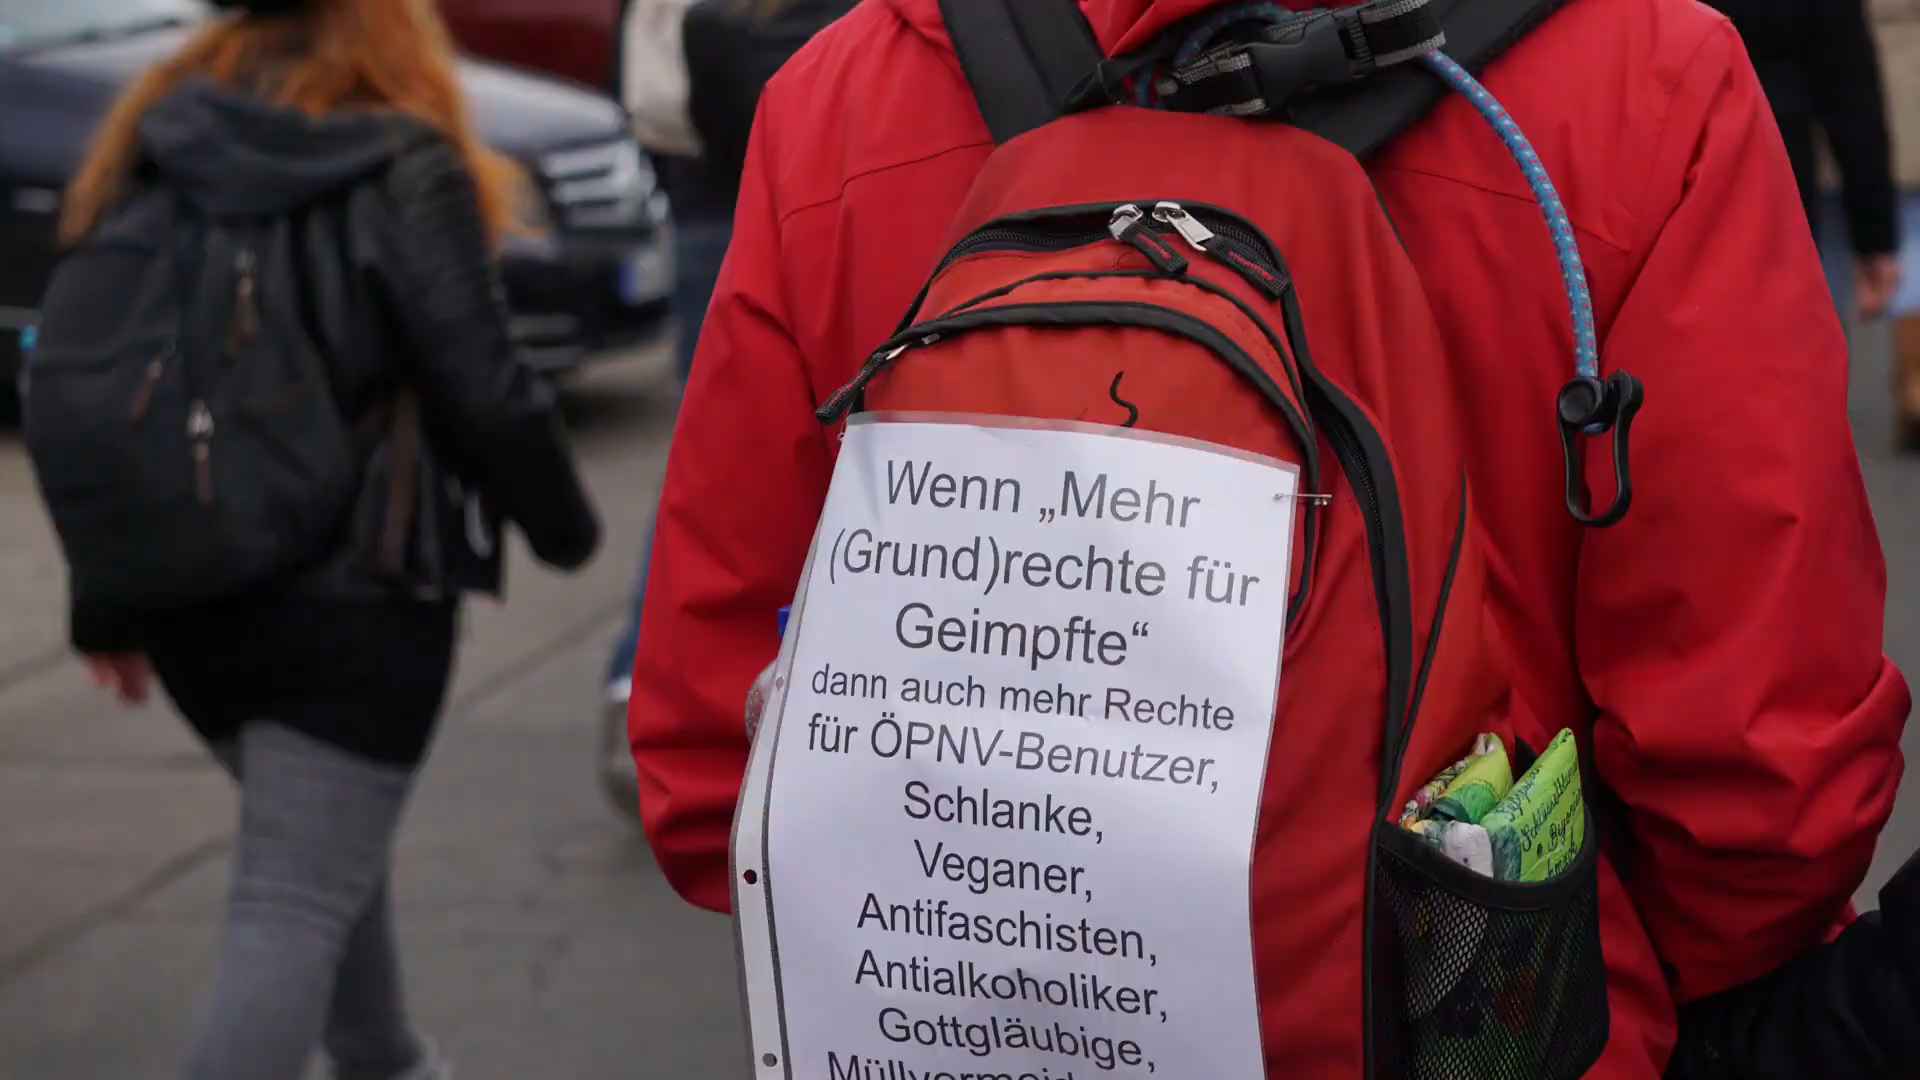 Wenn „Mehr
(Grund)rechte für
Geimpfte“
dann auch mehr Rechte
für ÖPNV-Benutzer,
Schlanke,
Veganer,
Antifaschisten,
Antialkoholiker,
Gottgläubige,